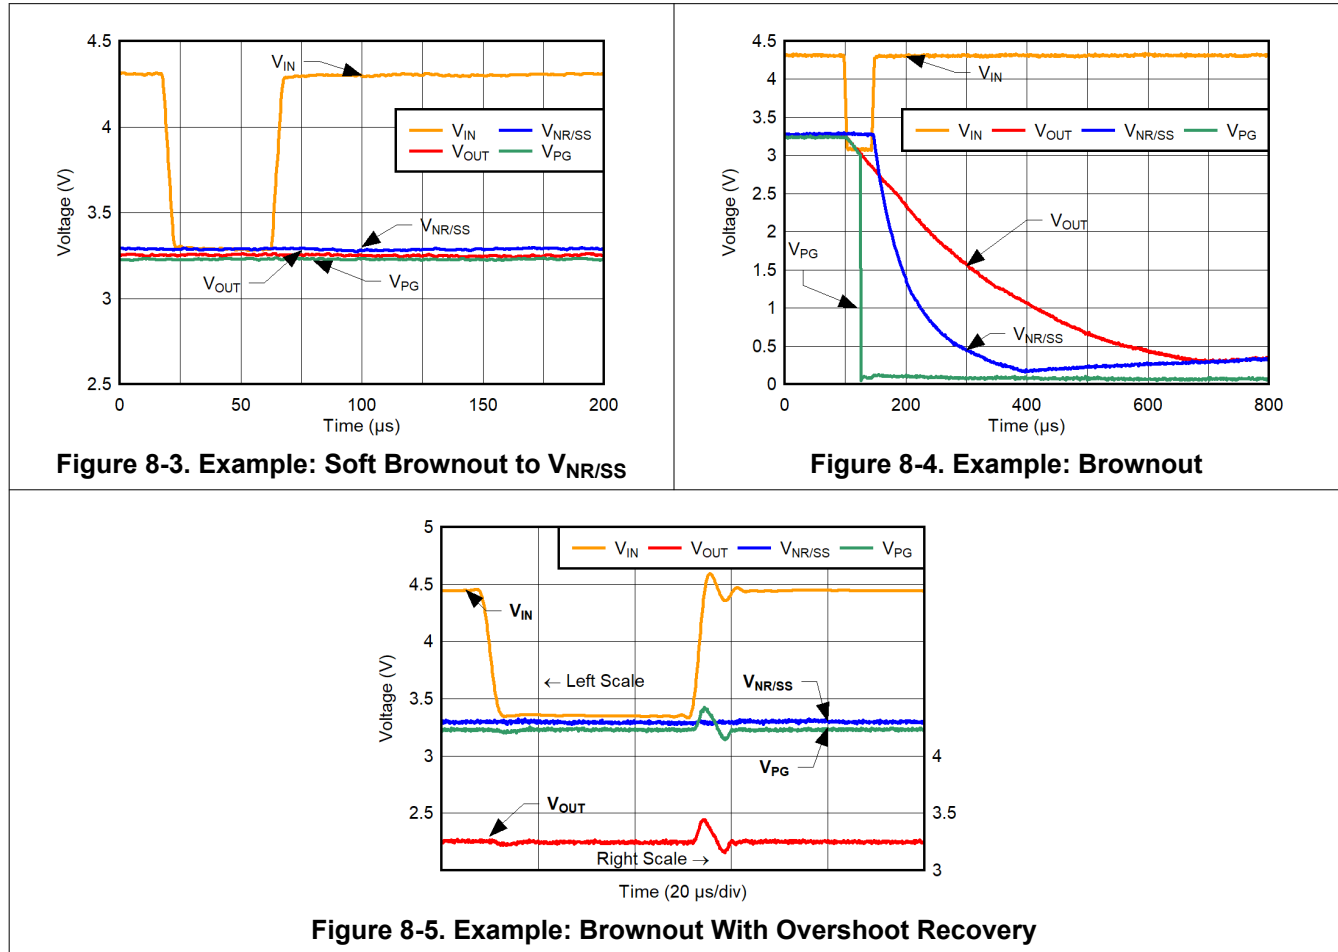 4.5
4
3.5
3
2.5
Voltage (V)
0
50
100
150
200
Time (µs)
V_IN
V_IN
V_NR/SS
V_OUT
V_PG
V_NR/SS
V_OUT
V_PG
Figure 8-3. Example: Soft Brownout to V_NR/SS
4.5
4
3.5
3
2.5
2
1.5
1
0.5
0
Voltage (V)
0
200
400
600
800
Time (µs)
V_IN
V_IN
V_OUT
V_NR/SS
V_PG
V_OUT
V_PG
V_NR/SS
Figure 8-4. Example: Brownout
5
4.5
4
3.5
3
2.5
Voltage (V)
V_IN
V_OUT
V_NR/SS
V_PG
V_IN
← Left Scale
V_NR/SS
V_PG
V_OUT
Right Scale →
4
3.5
3
Time (20 µs/div)
Figure 8-5. Example: Brownout With Overshoot Recovery